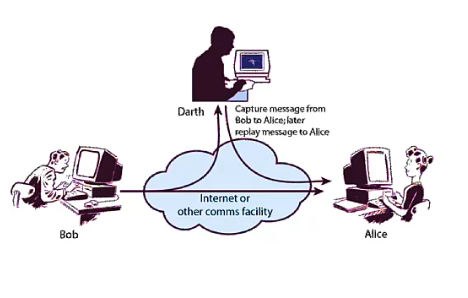 Darth
Capture message from
Bob to Alice; later
replay message to Alice
Internet or
other comms facility
Bob
Alice